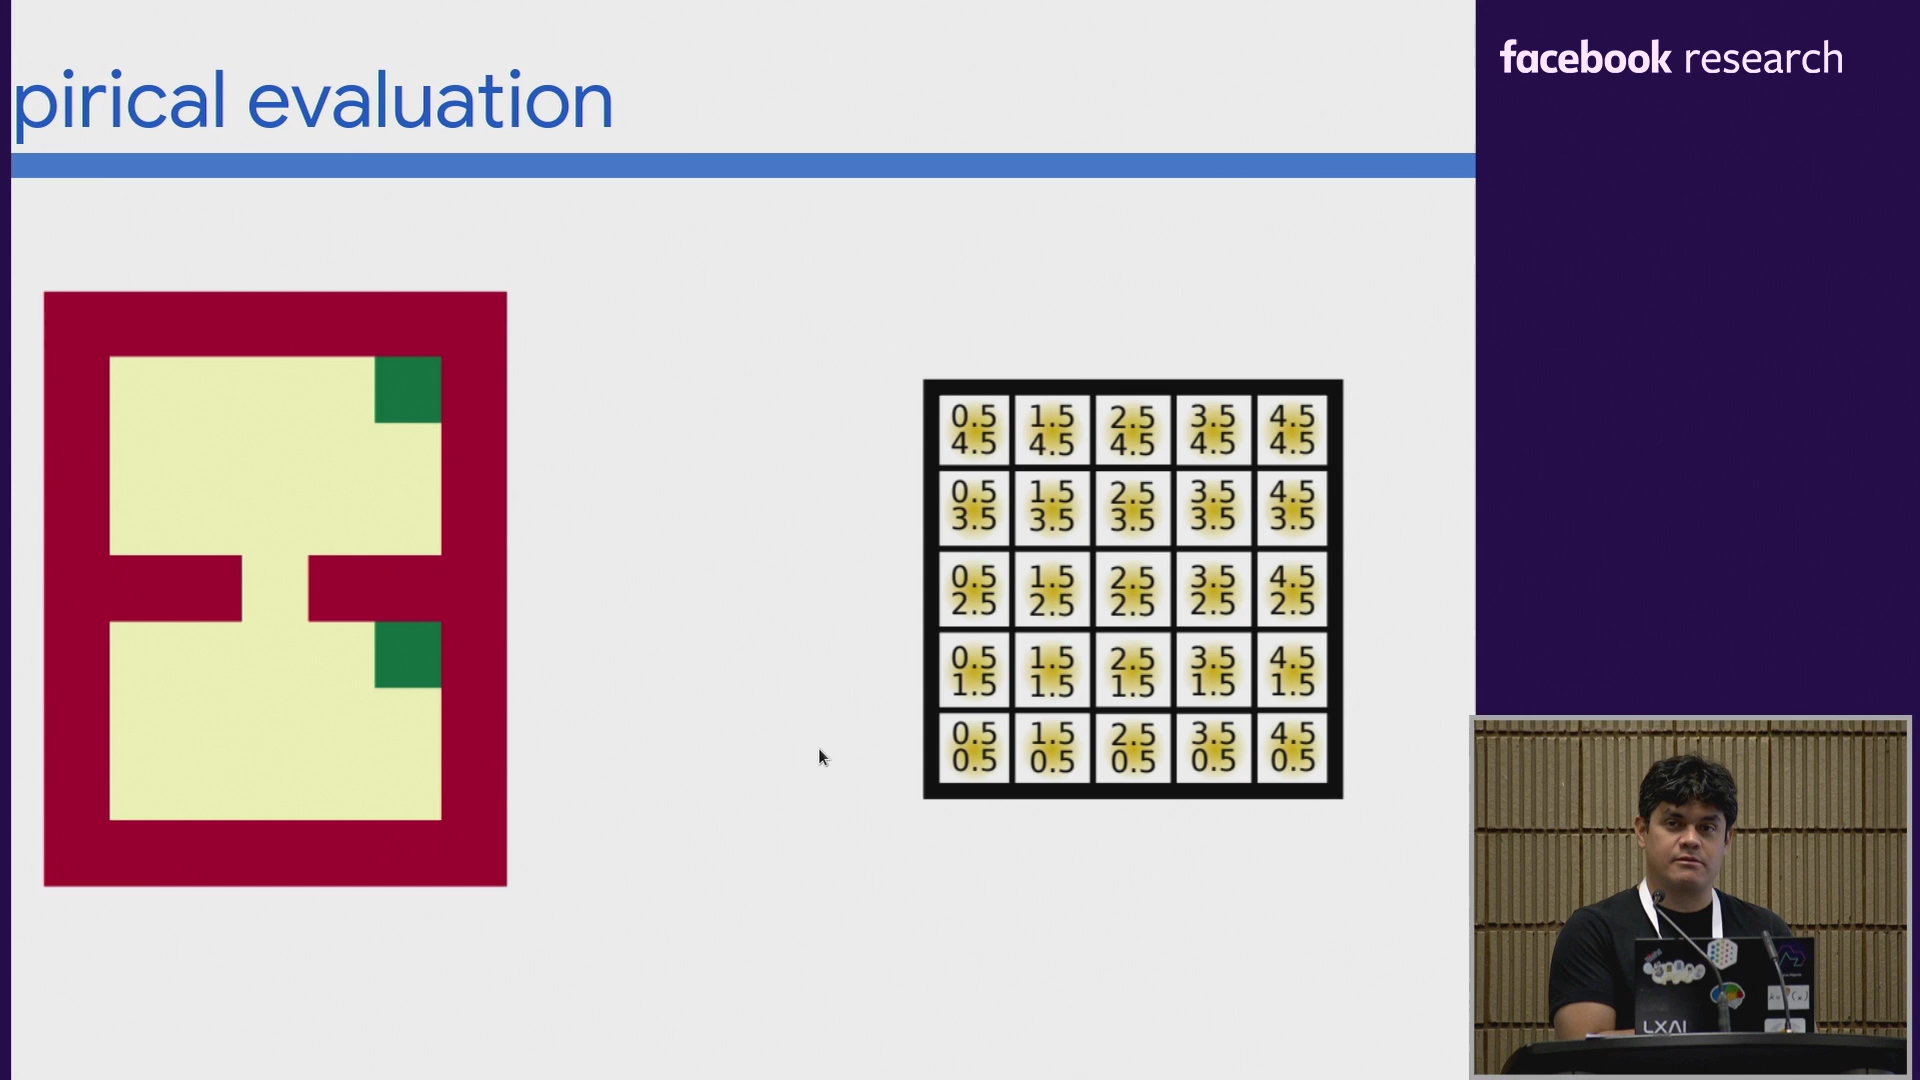 pirical evaluation
facebook research
0.5 1.5 2.5 3.5 4.5
4.5 4.5 4.5 4.5 4.5
0.5 1.5 2.5 3.5 4.5
3.5 3.5 3.5 3.5 3.5
0.5 1.5 2.5 3.5 4.5
2.5 2.5 2.5 2.5 2.5
0.5 1.5 2.5 3.5 4.5
1.5 1.5 1.5 1.5 1.5
0.5 1.5 2.5 3.5 4.5
0.5 0.5 0.5 0.5 0.5
LXAI